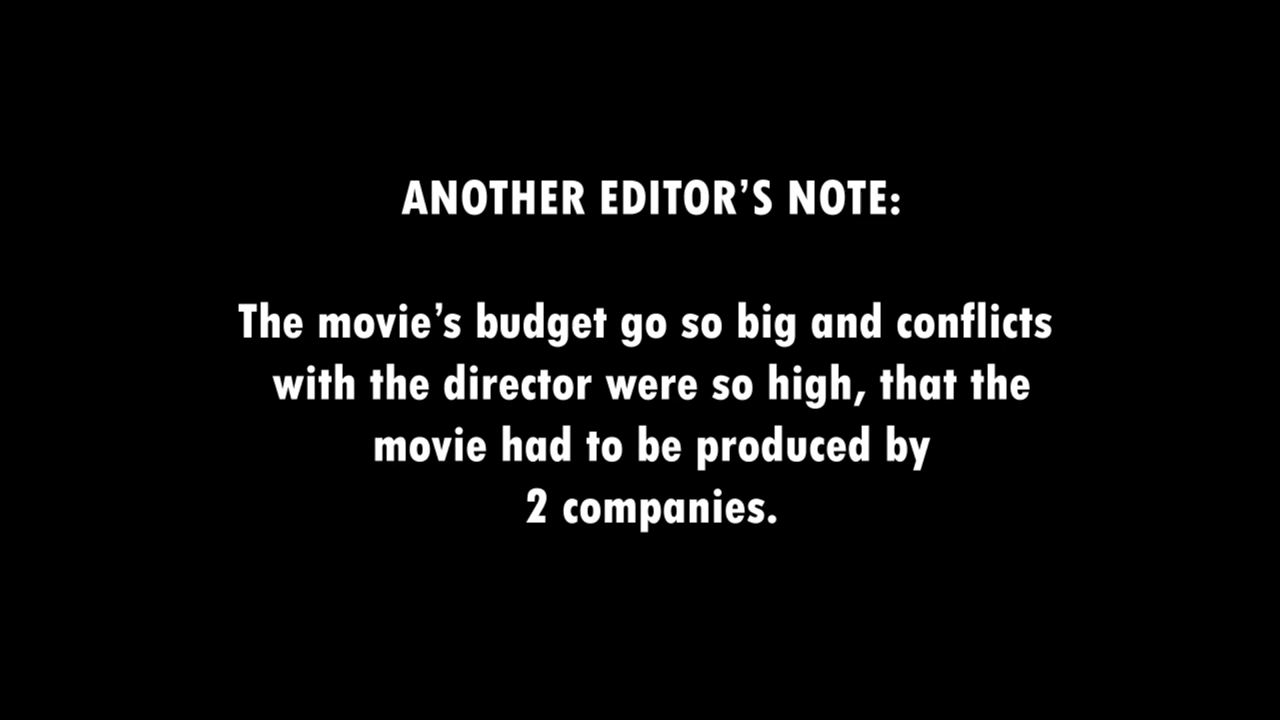 ANOTHER EDITOR’S NOTE:
The movie’s budget go so big and conflicts
with the director were so high, that the
movie had to be produced by
2 companies.